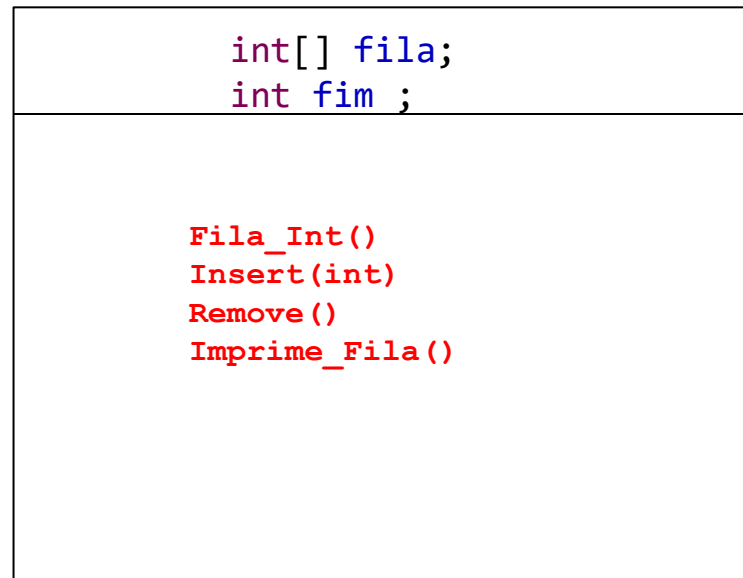 int[] fila;
int fim ;
Fila_Int()
Insert(int)
Remove()
Imprime_Fila()